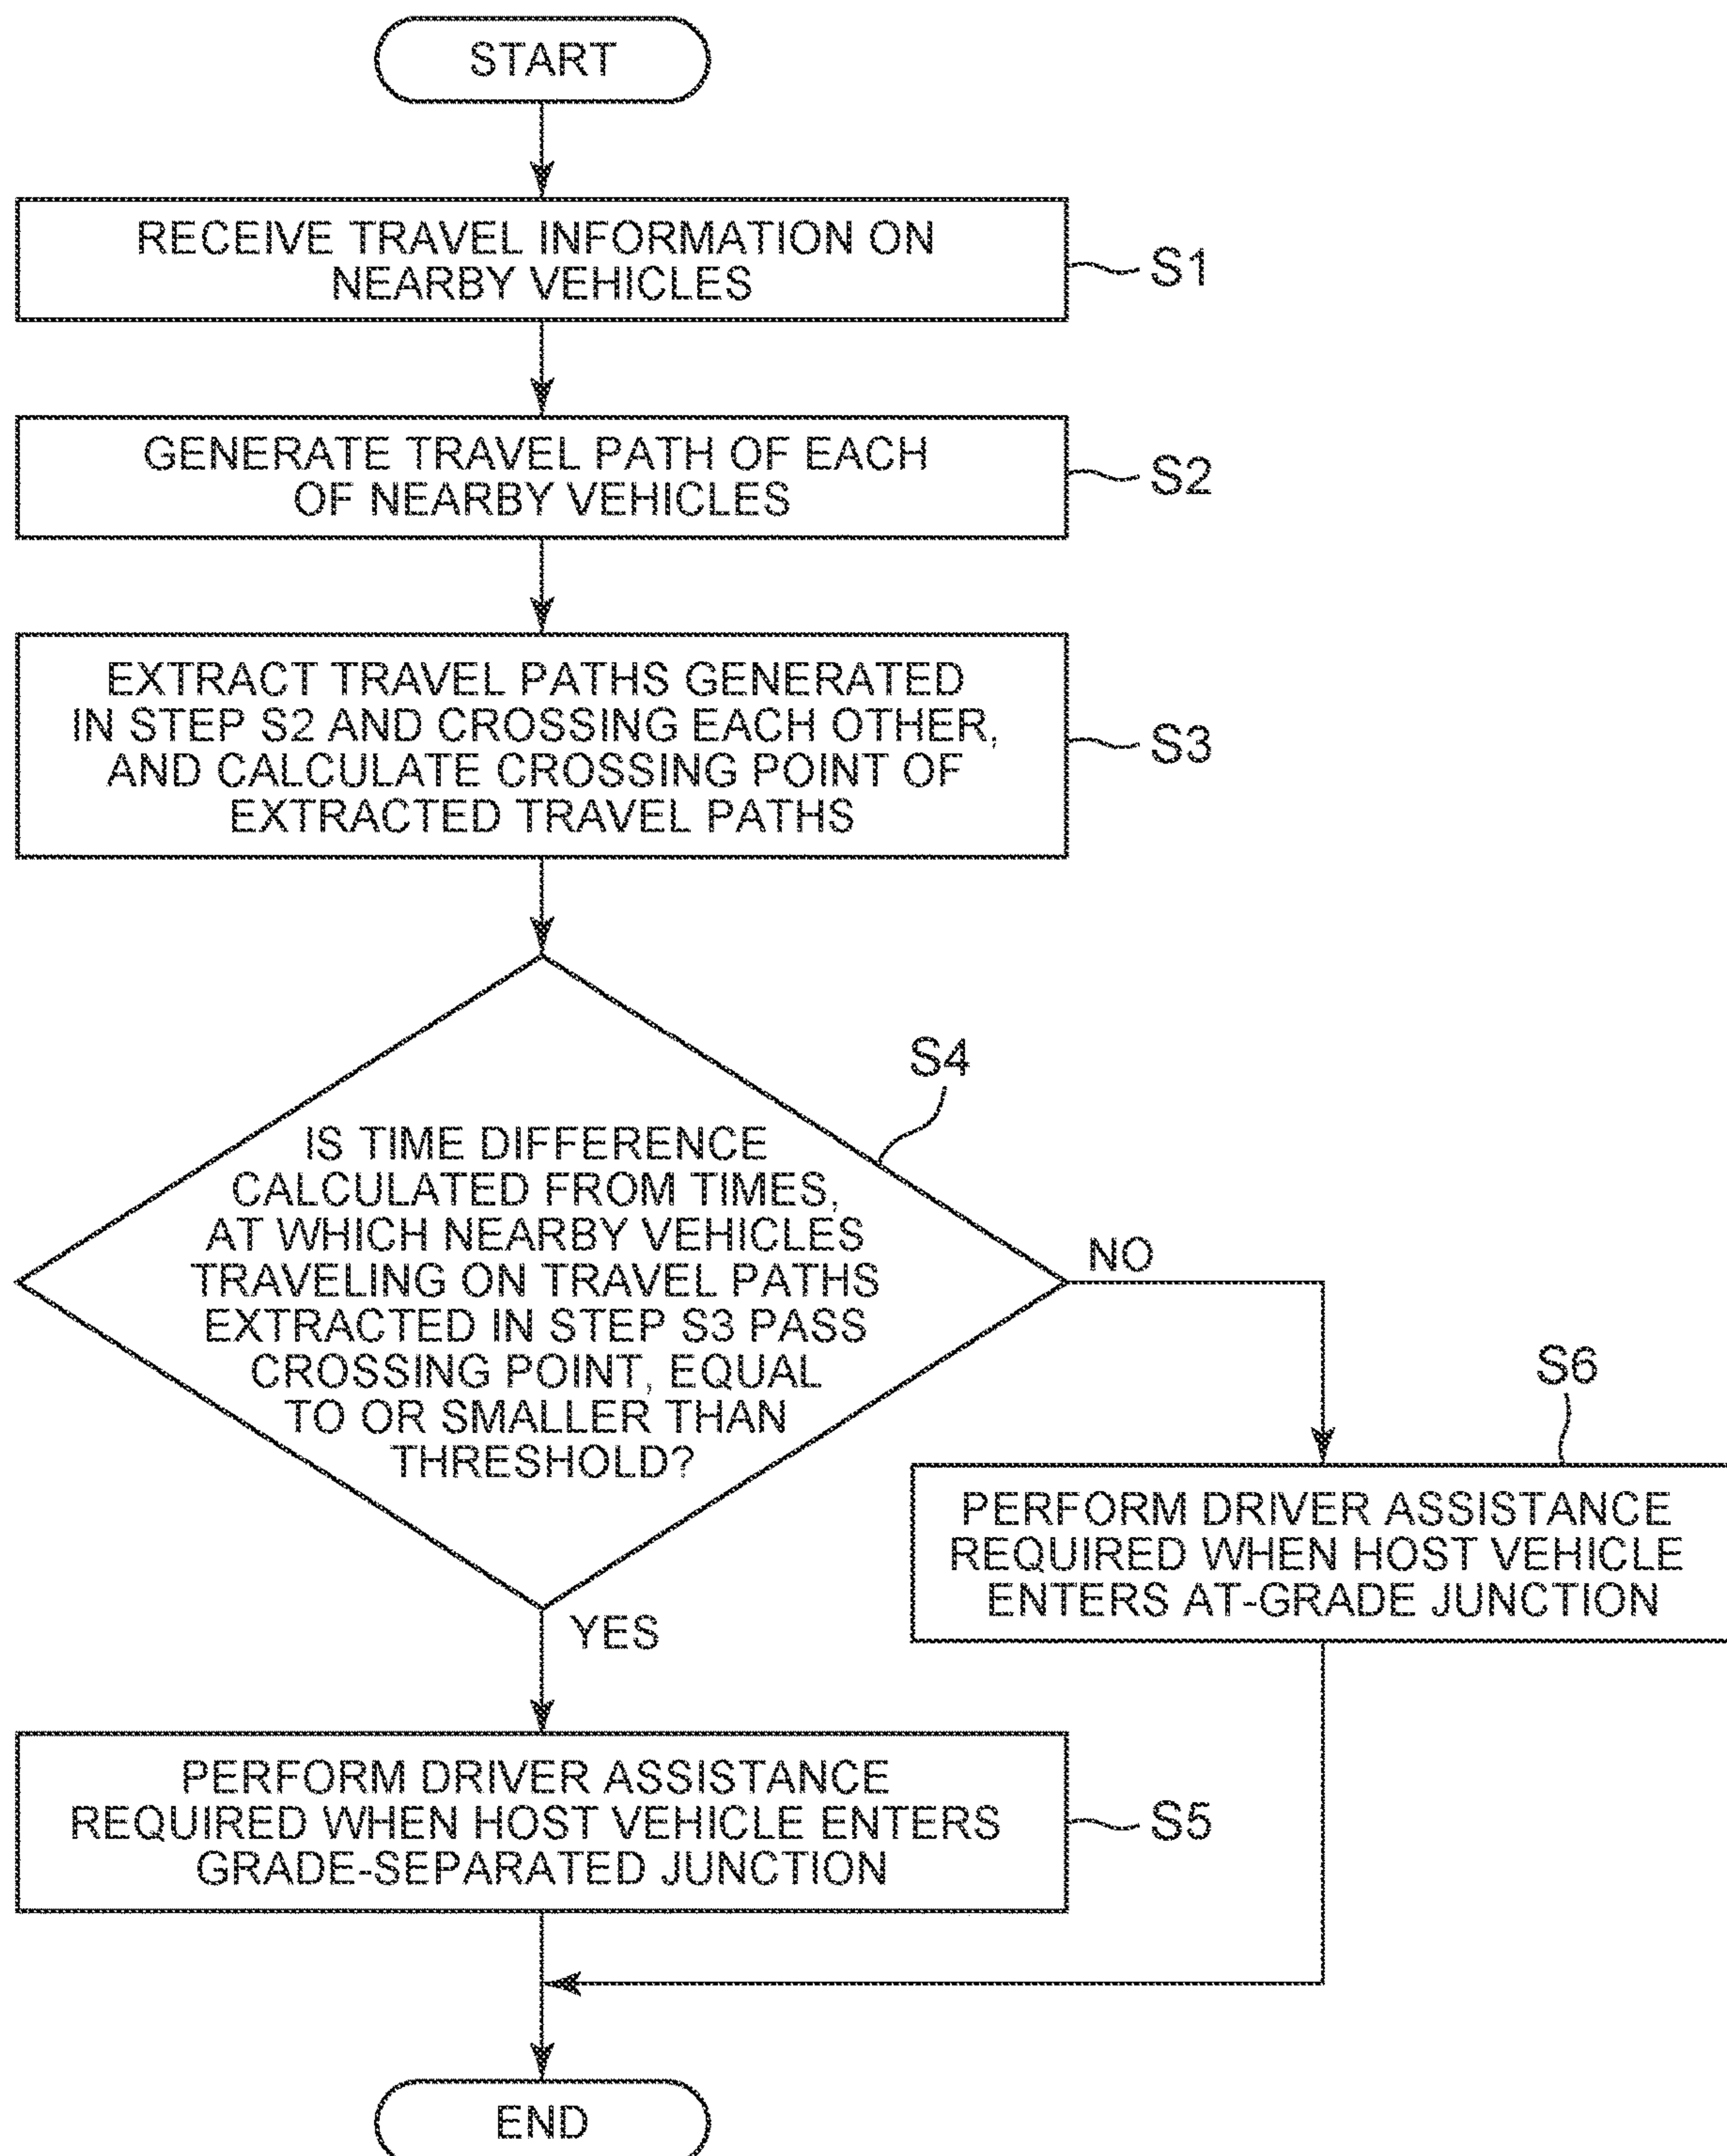 START
RECEIVE TRAVEL INFORMATION ON
NEARBY VEHICLES
S1
GENERATE TRAVEL PATH OF EACH
OF NEARBY VEHICLES
S2
EXTRACT TRAVEL PATHS GENERATED
IN STEP S2 AND CROSSING EACH OTHER,
AND CALCULATE CROSSING POINT OF
EXTRACTED TRAVEL PATHS
S3
S4
IS TIME DIFFERENCE
CALCULATED FROM TIMES,
AT WHICH NEARBY VEHICLES
TRAVELING ON TRAVEL PATHS
EXTRACTED IN STEP S3 PASS
CROSSING POINT, EQUAL
TO OR SMALLER THAN
THRESHOLD?
NO
S6
PERFORM DRIVER ASSISTANCE
REQUIRED WHEN HOST VEHICLE
ENTERS AT-GRADE JUNCTION
YES
PERFORM DRIVER ASSISTANCE
REQUIRED WHEN HOST VEHICLE ENTERS
GRADE-SEPARATED JUNCTION
S5
END